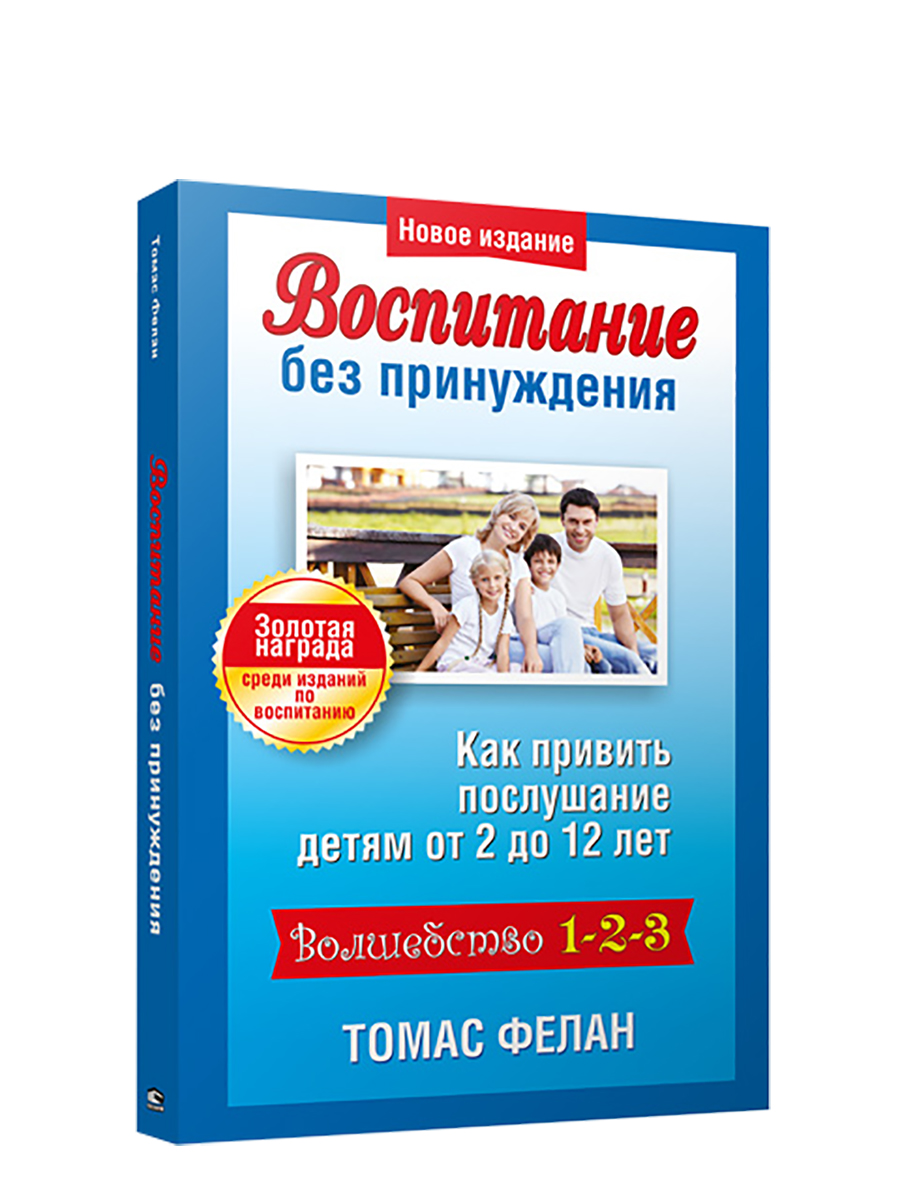 Новое издание
Воспитание
без принуждения
Золотая
награда
среди изданий
по
воспитанию
Как привить
послушание
детям от 2 до 12 лет
Волшебство 1-2-3
ТОМАС ФЕЛАН
Томас Фелан
Воспитание
без принуждения